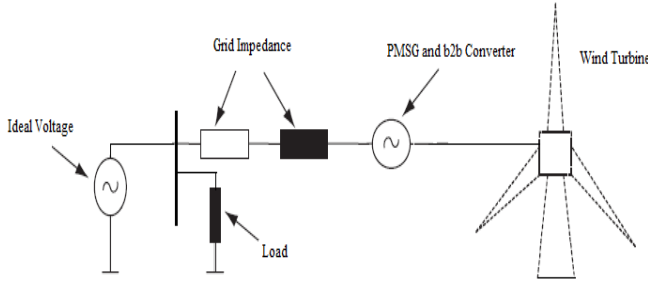 Grid Impedance
PMSG and b2b Converter
Wind Turbine
Ideal Voltage
Load